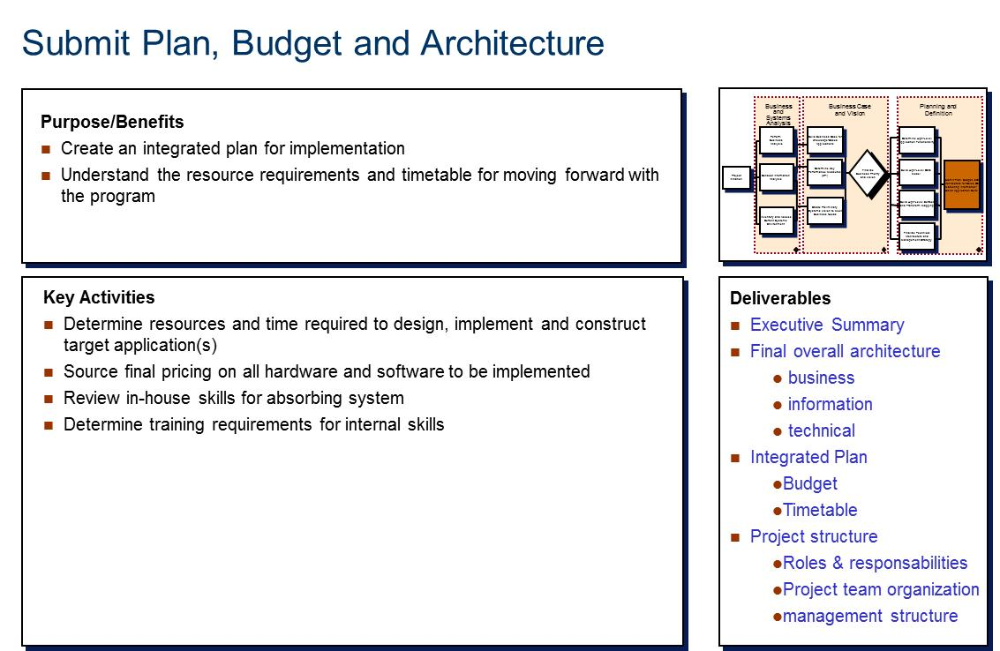 Submit Plan, Budget and Architecture
Purpose/Benefits
Create an integrated plan for implementation
Understand the resource requirements and timetable for moving forward with
the program
Business
and
Systems
Analysis
Business Case
and Vision
Planning and
Definition
Key Activities
Determine resources and time required to design, implement and construct
target application(s)
Source final pricing on all hardware and software to be implemented
Review in-house skills for absorbing system
Determine training requirements for internal skills
Deliverables
Executive Summary
Final overall architecture
business
information
technical
Integrated Plan
Budget
Timetable
Project structure
Roles & responsabilities
Project team organization
management structure